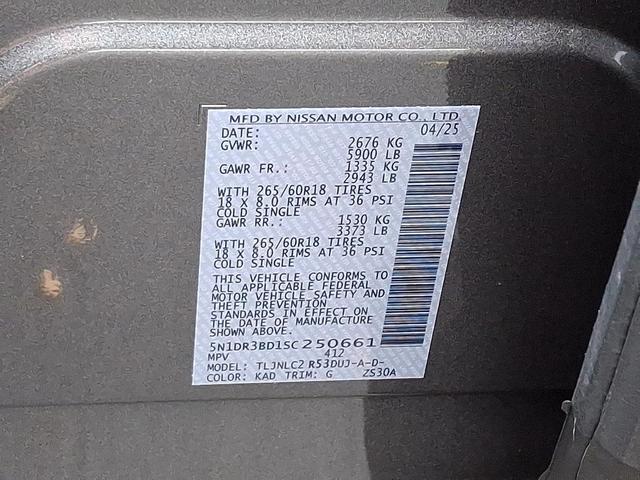 MFD BY NISSAN MOTOR CO., LTD.
DATE: 04/25
GVWR: 2676 KG
5900 LB
GAWR FR.: 1335 KG
2943 LB
WITH 265/60R18 TIRES
18 X 8.0 RIMS AT 36 PSI
COLD SINGLE
GAWR RR.: 1530 KG
3373 LB
WITH 265/60R18 TIRES
18 X 8.0 RIMS AT 36 PSI
COLD SINGLE
THIS VEHICLE CONFORMS TO
ALL APPLICABLE FEDERAL
MOTOR VEHICLE SAFETY AND
THEFT PREVENTION
STANDARDS IN EFFECT ON
THE DATE OF MANUFACTURE
SHOWN ABOVE.
5N1DR3BD1SC250661
MPV 412
MODEL: TLJNLC2 R53DUJ-A-D-
COLOR: KAD TRIM: G ZS30A